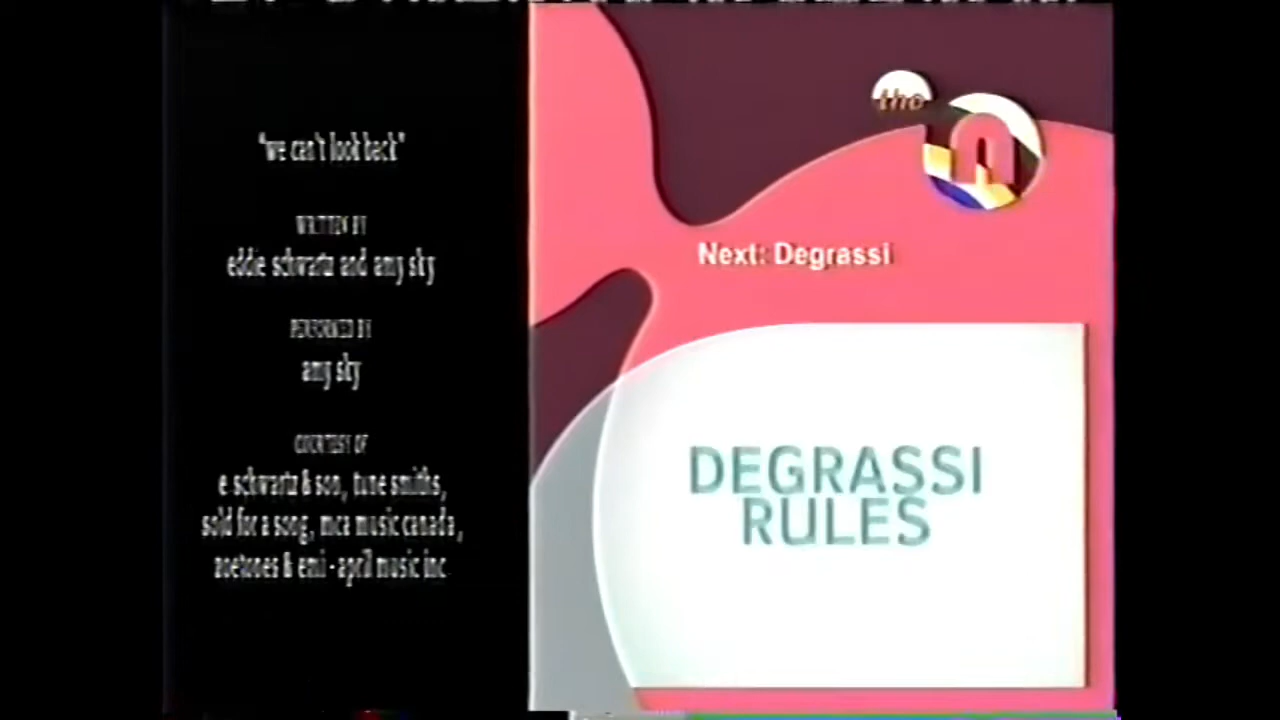 "we can't look back"
WRITTEN BY
eddie schwartz and amy sky
PERFORMED BY
amy sky
COURTESY OF
e. schwartz & son, tune smiths,
sold for a song, mca music canada,
zoetones & emi - april music inc.
the n
Next: Degrassi
DEGRASSI
RULES